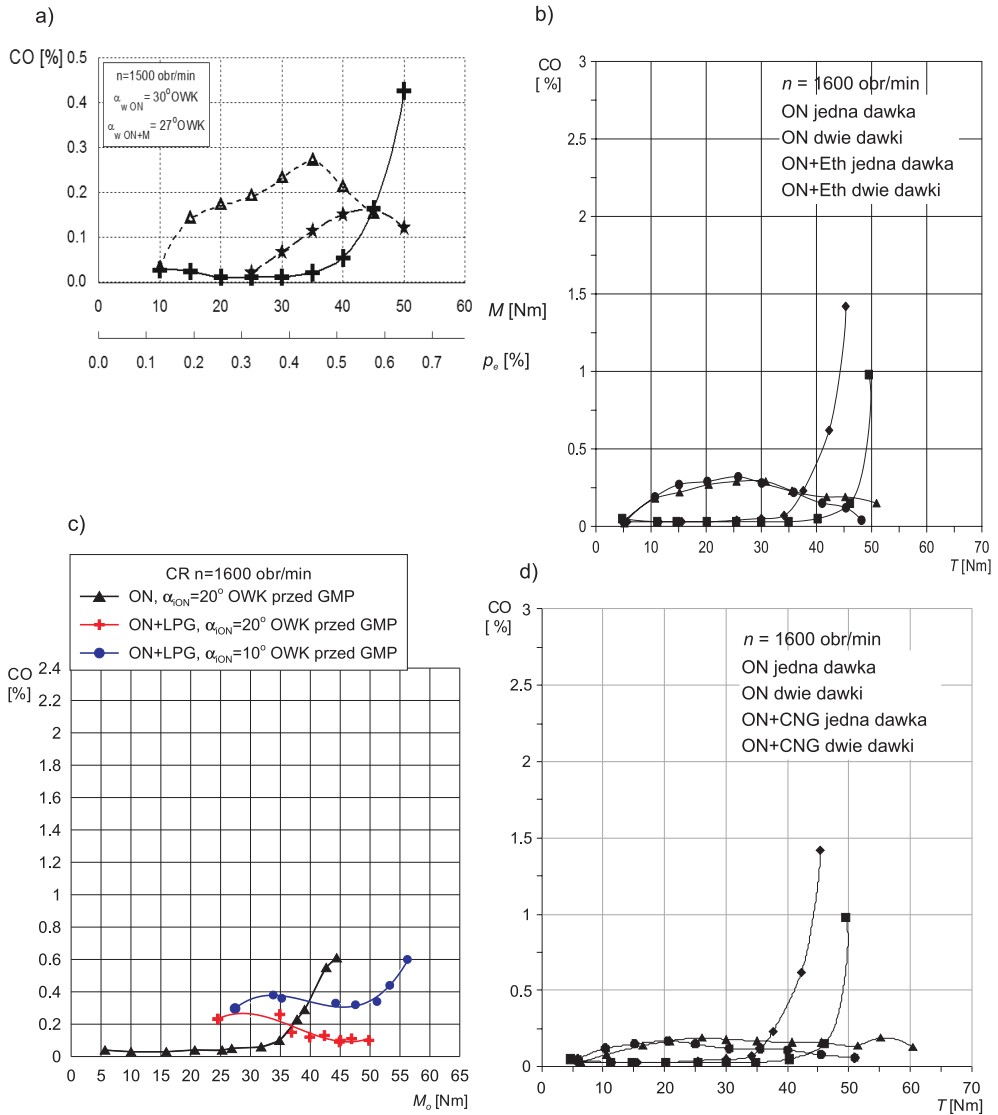 a)
CO [%]
0.5
0.4
0.3
0.2
0.1
0.0
n=1500 obr/min
α w ON = 30°OWK
α w ON+M = 27°OWK
0 10 20 30 40 50 60
M [Nm]
0.0 0.1 0.2 0.3 0.4 0.5 0.6 0.7
pe [%]
b)
CO
[ %]
3
2.5
2
1.5
1
0.5
0
n = 1600 obr/min
ON jedna dawka
ON dwie dawki
ON+Eth jedna dawka
ON+Eth dwie dawki
0 10 20 30 40 50 60 70
T [Nm]
c)
CR n=1600 obr/min
ON, αiON=20° OWK przed GMP
ON+LPG, αiON=20° OWK przed GMP
ON+LPG, αiON=10° OWK przed GMP
CO
[%]
2.4
2.2
2
1.8
1.6
1.4
1.2
1
0.8
0.6
0.4
0.2
0
0 5 10 15 20 25 30 35 40 45 50 55 60 65
Mo [Nm]
d)
CO
[ %]
3
2.5
2
1.5
1
0.5
0
n = 1600 obr/min
ON jedna dawka
ON dwie dawki
ON+CNG jedna dawka
ON+CNG dwie dawki
0 10 20 30 40 50 60 70
T [Nm]